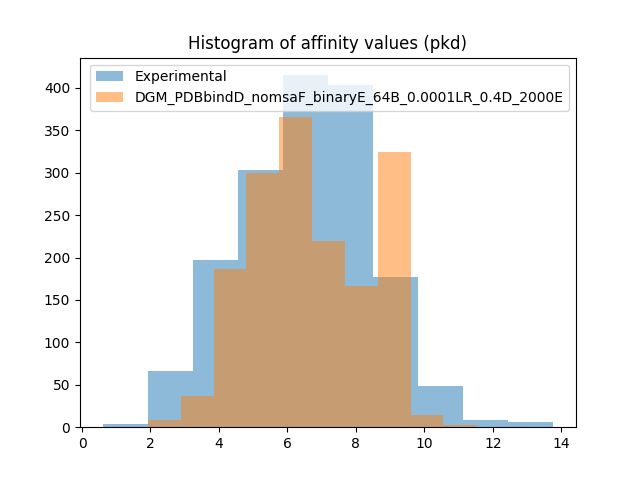 Histogram of affinity values (pkd)
Experimental
DGM_PDBbindD_nomsaF_binaryE_64B_0.0001LR_0.4D_2000E
400
350
300
250
200
150
100
50
0
0 2 4 6 8 10 12 14